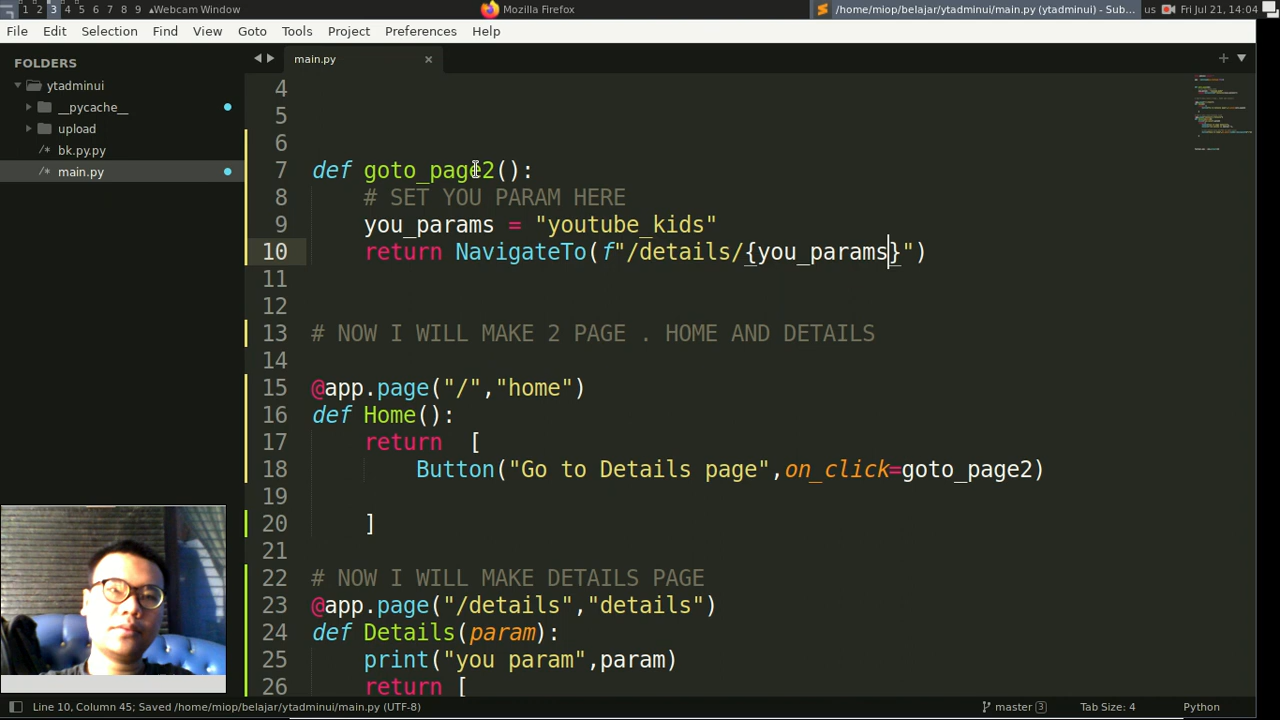 1 2 3 4 5 6 7 8 9 ▴Webcam Window
Mozilla Firefox
/home/miop/belajar/ytadminui/main.py (ytadminui) - Sub...
us
Fri Jul 21, 14:04
File Edit Selection Find View Goto Tools Project Preferences Help
FOLDERS
ytadminui
__pycache__
upload
/* bk.py.py
/* main.py
main.py ×
4
5
6
7 def goto_page2():
8 # SET YOU PARAM HERE
9 you_params = "youtube_kids"
10 return NavigateTo(f"/details/{you_params}")
11
12
13 # NOW I WILL MAKE 2 PAGE . HOME AND DETAILS
14
15 @app.page("/","home")
16 def Home():
17 return [
18 Button("Go to Details page",on_click=goto_page2)
19
20 ]
21
22 # NOW I WILL MAKE DETAILS PAGE
23 @app.page("/details","details")
24 def Details(param):
25 print("you param",param)
26 return [
Line 10, Column 45; Saved /home/miop/belajar/ytadminui/main.py (UTF-8)
master 3
Tab Size: 4
Python